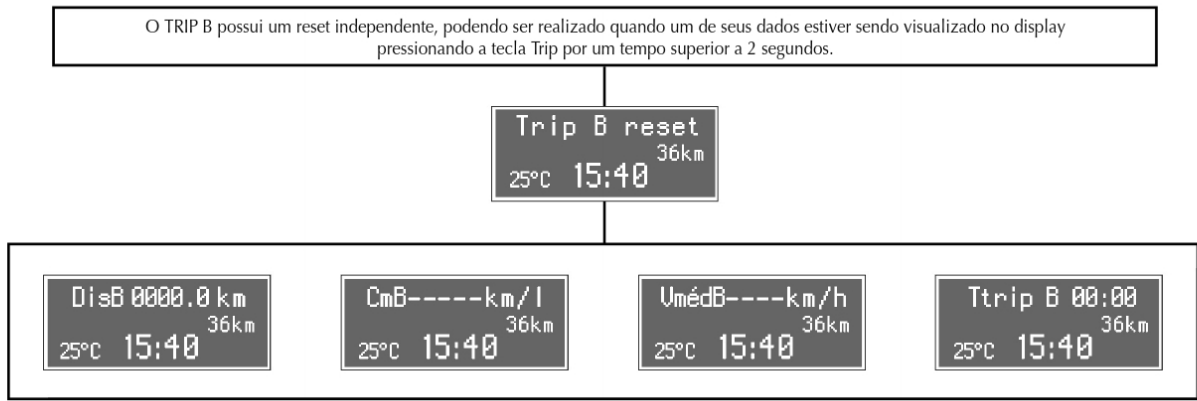 O TRIP B possui um reset independente, podendo ser realizado quando um de seus dados estiver sendo visualizado no display
pressionando a tecla Trip por um tempo superior a 2 segundos.
Trip B reset
36km
25°C 15:40
DisB 0000.0 km
36km
25°C 15:40
CmB-----km/l
36km
25°C 15:40
VmédB----km/h
36km
25°C 15:40
Ttrip B 00:00
36km
25°C 15:40